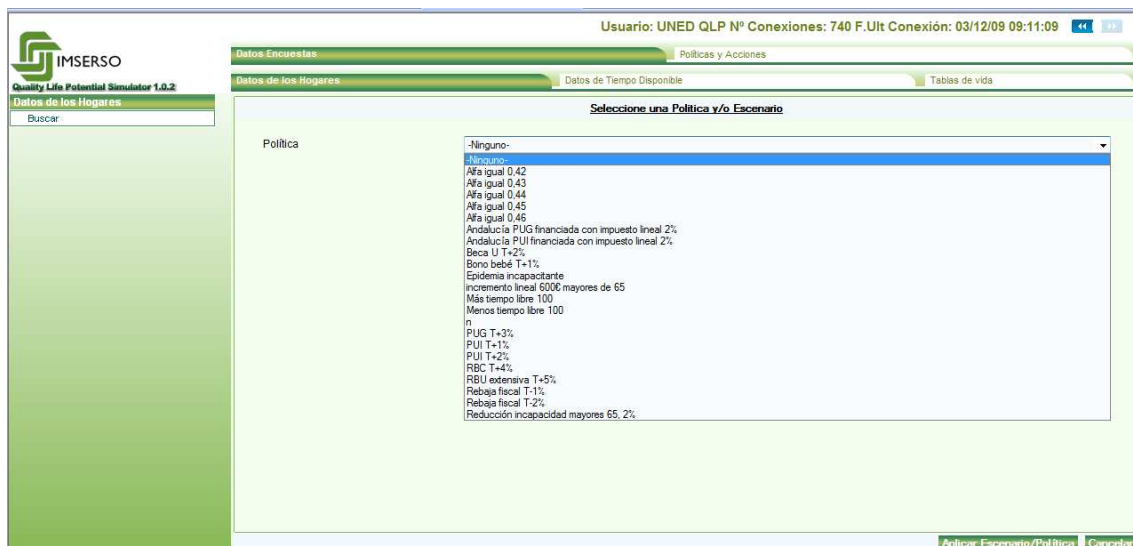 Usuario: UNED QLP Nº Conexiones: 740 F.Ult Conexión: 03/12/09 09:11:09
IMSERSO
Quality Life Potential Simulator 1.0.2
Datos Encuestas
Políticas y Acciones
Datos de los Hogares
Datos de Tiempo Disponible
Tablas de vida
Datos de los Hogares
Buscar
Seleccione una Politica y/o Escenario
Política
-Ninguno-
-Ninguno-
Alfa igual 0,42
Alfa igual 0,43
Alfa igual 0,44
Alfa igual 0,45
Alfa igual 0,46
Andalucía PUG financiada con impuesto lineal 2%
Andalucía PUI financiada con impuesto lineal 2%
Beca U T+2%
Bono bebé T+1%
Epidemia incapacitante
incremento lineal 600€ mayores de 65
Más tiempo libre 100
Menos tiempo libre 100
n
PUG T+3%
PUI T+1%
PUI T+2%
RBC T+4%
RBU extensiva T+5%
Rebaja fiscal T-1%
Rebaja fiscal T-2%
Reducción incapacidad mayores 65, 2%
Aplicar Escenario/Política
Cancelar